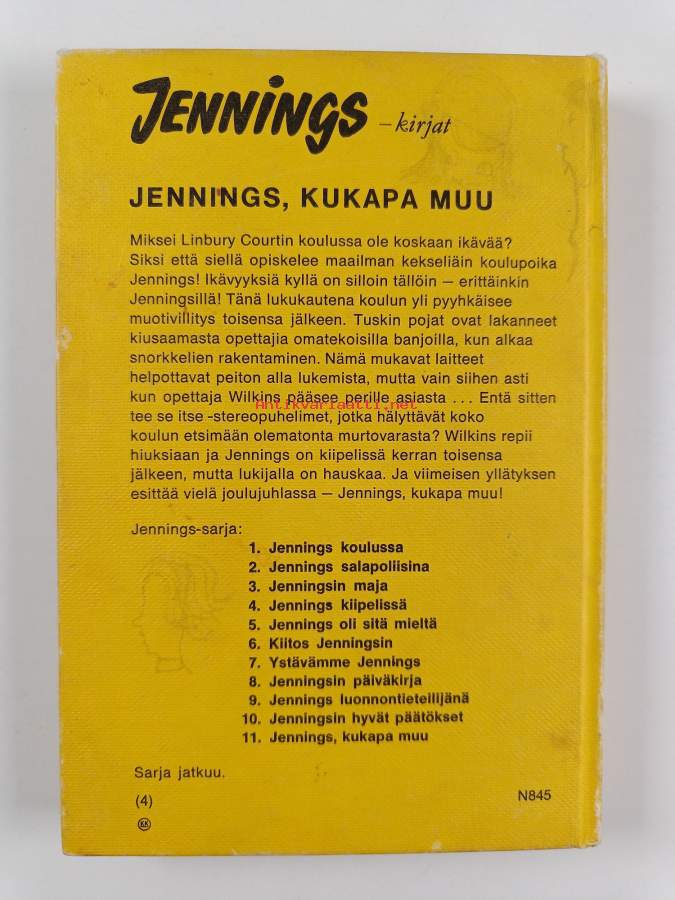 JENNINGS –kirjat
JENNINGS, KUKAPA MUU
Miksei Linbury Courtin koulussa ole koskaan ikävää?
Siksi että siellä opiskelee maailman kekseliäin koulupoika
Jennings! Ikävyyksiä kyllä on silloin tällöin — erittäinkin
Jenningsillä! Tänä lukukautena koulun yli pyyhkäisee
muotivillitys toisensa jälkeen. Tuskin pojat ovat lakanneet
kiusaamasta opettajia omatekoisilla banjoilla, kun alkaa
snorkkelien rakentaminen. Nämä mukavat laitteet
helpottavat peiton alla lukemista, mutta vain siihen asti
kun opettaja Wilkins pääsee perille asiasta ... Entä sitten
Antikvariaatti.net
tee se itse -stereopuhelimet, jotka hälyttävät koko
koulun etsimään olematonta murtovarasta? Wilkins repii
hiuksiaan ja Jennings on kiipelissä kerran toisensa
jälkeen, mutta lukijalla on hauskaa. Ja viimeisen yllätyksen
esittää vielä joulujuhlassa — Jennings, kukapa muu!
Jennings-sarja:
1. Jennings koulussa
2. Jennings salapoliisina
3. Jenningsin maja
4. Jennings kiipelissä
5. Jennings oli sitä mieltä
6. Kiitos Jenningsin
7. Ystävämme Jennings
8. Jenningsin päiväkirja
9. Jennings luonnontieteilijänä
10. Jenningsin hyvät päätökset
11. Jennings, kukapa muu
Sarja jatkuu.
(4)
N845
KK